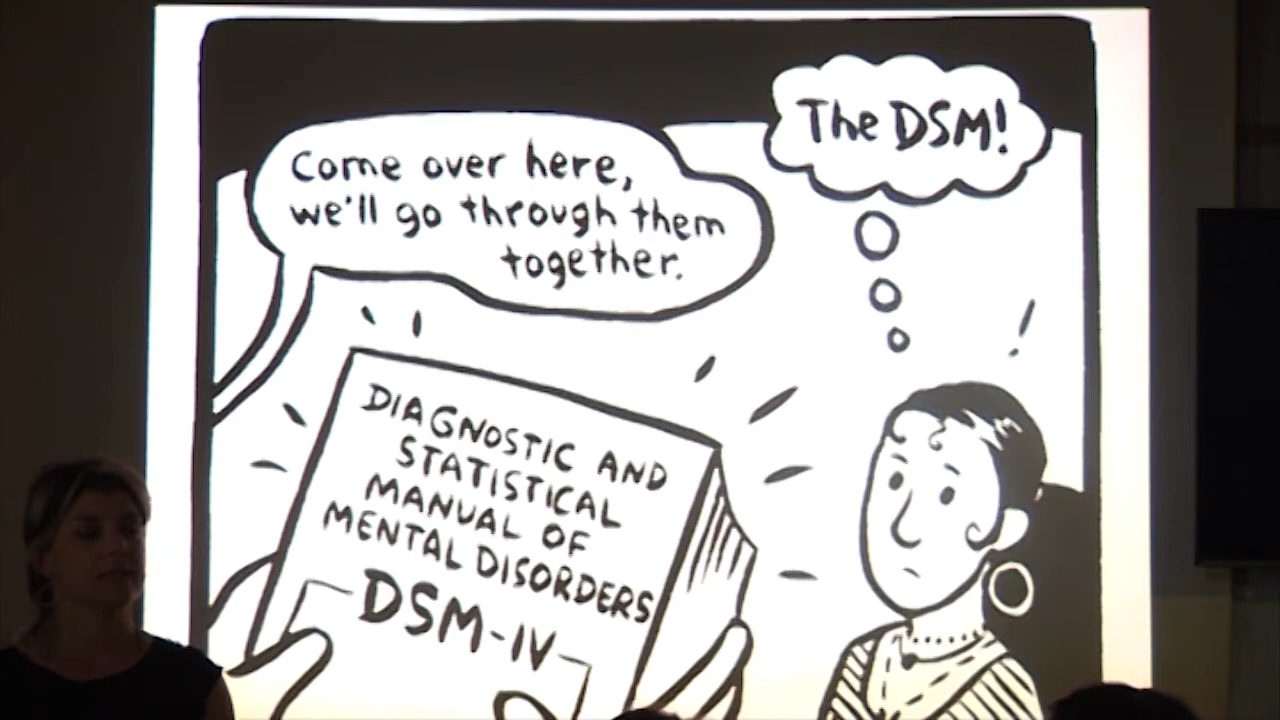 Come over here,
we'll go through them
together.
The DSM!
!
DIAGNOSTIC AND
STATISTICAL
MANUAL OF
MENTAL DISORDERS
DSM-IV